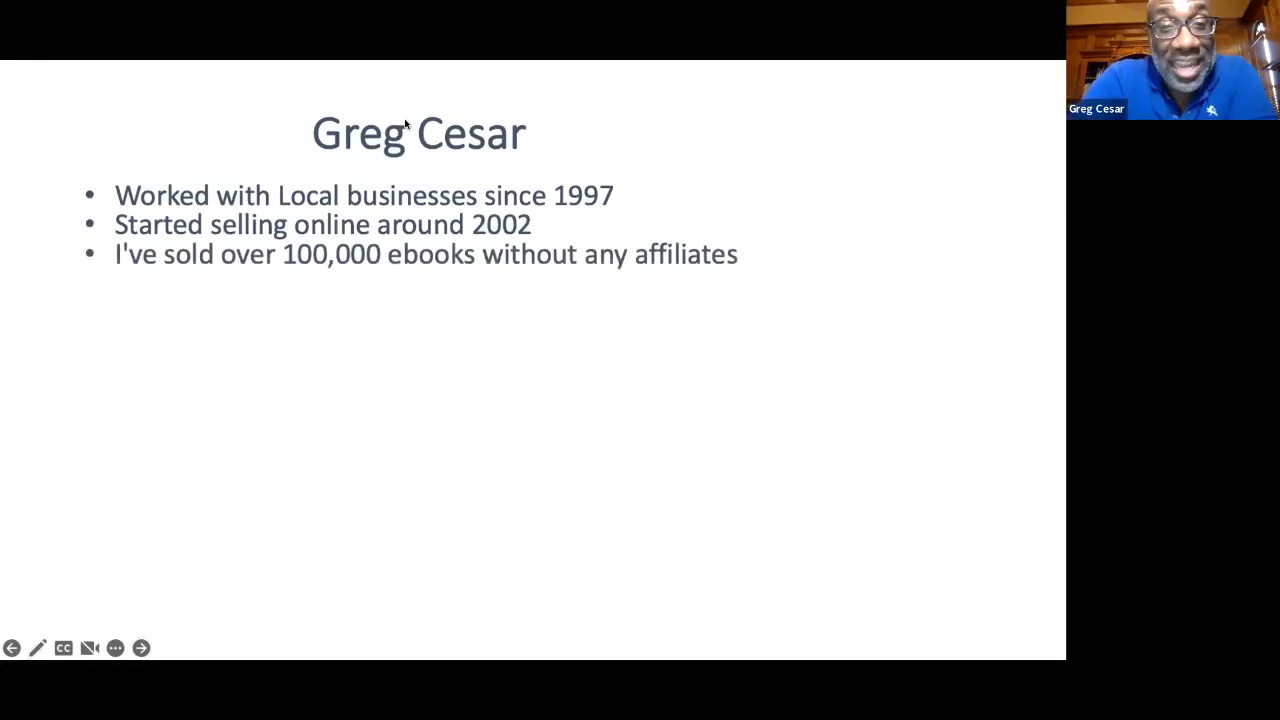 Greg Cesar
• Worked with Local businesses since 1997
• Started selling online around 2002
• I've sold over 100,000 ebooks without any affiliates
Greg Cesar
CC